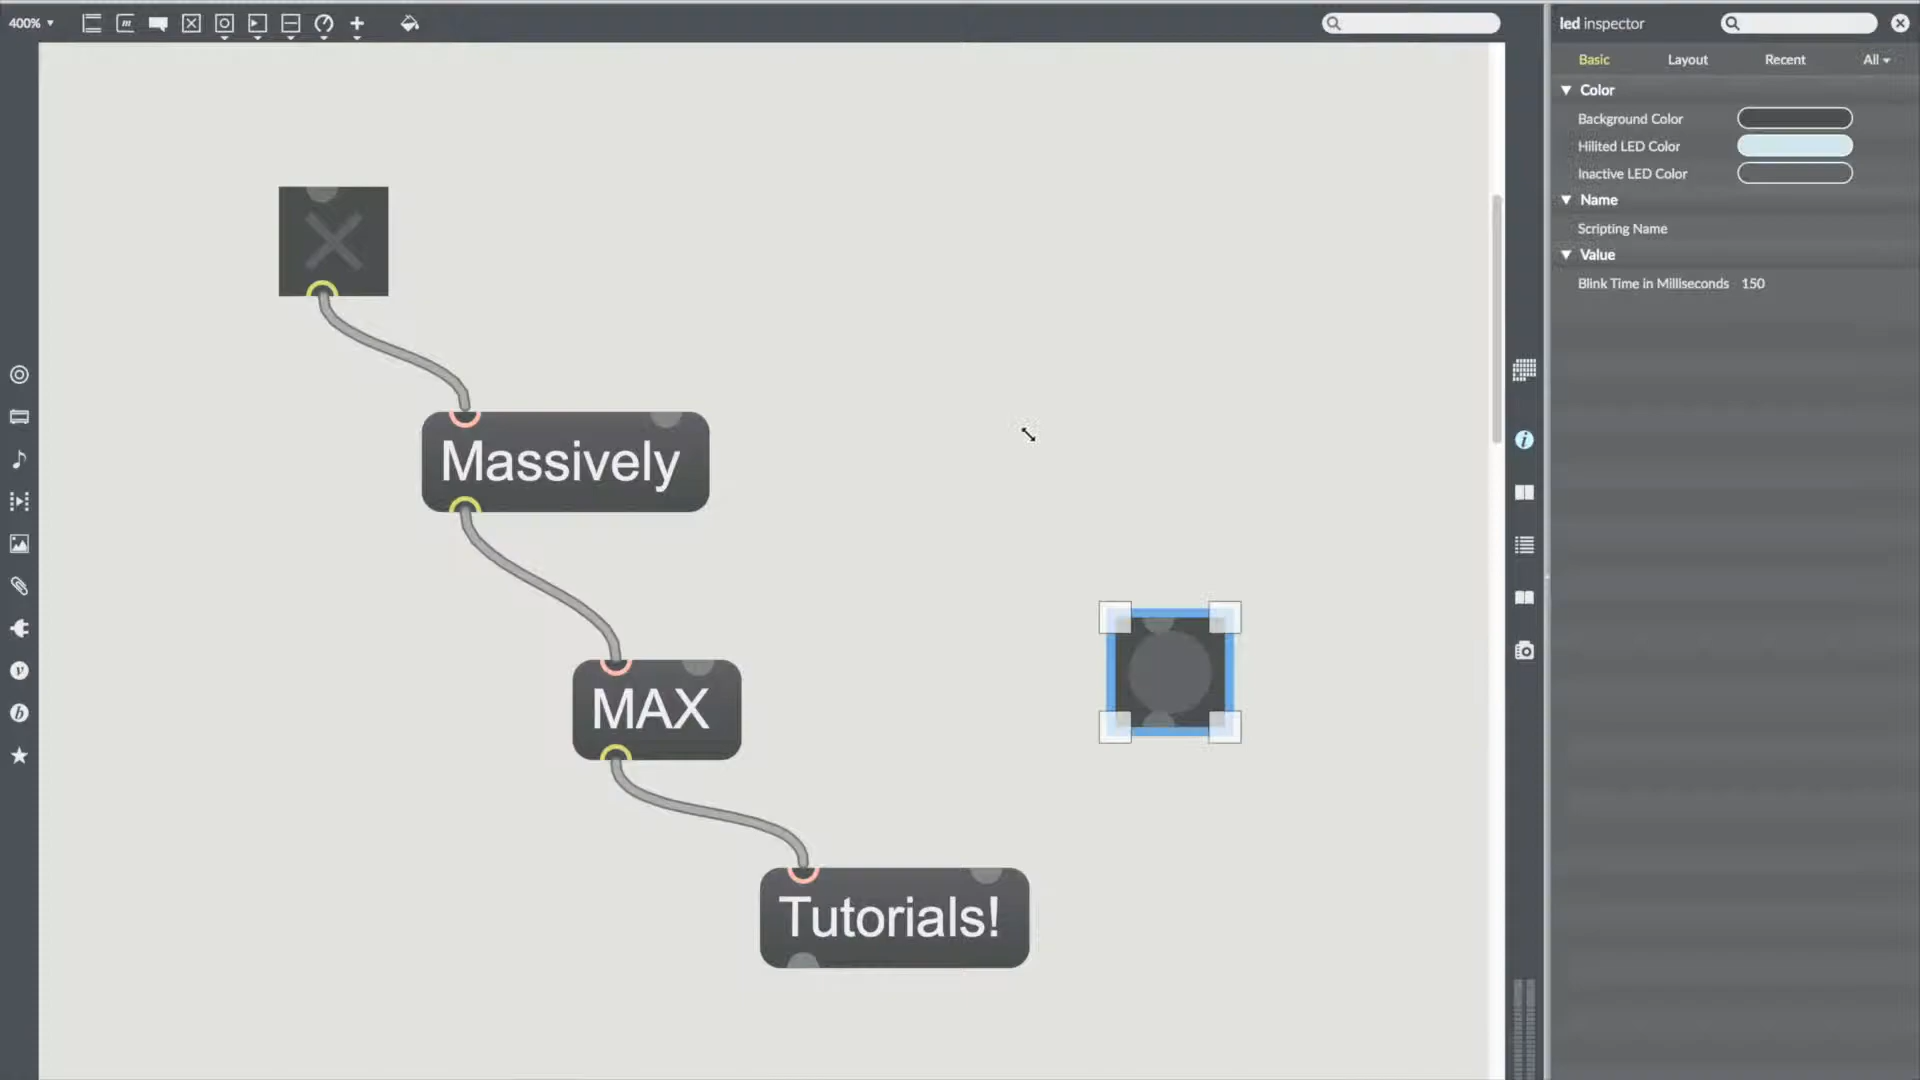 400%
led inspector
Basic Layout Recent All
Color
Background Color
Hilited LED Color
Inactive LED Color
Name
Scripting Name
Value
Blink Time in Milliseconds 150
Massively
MAX
Tutorials!